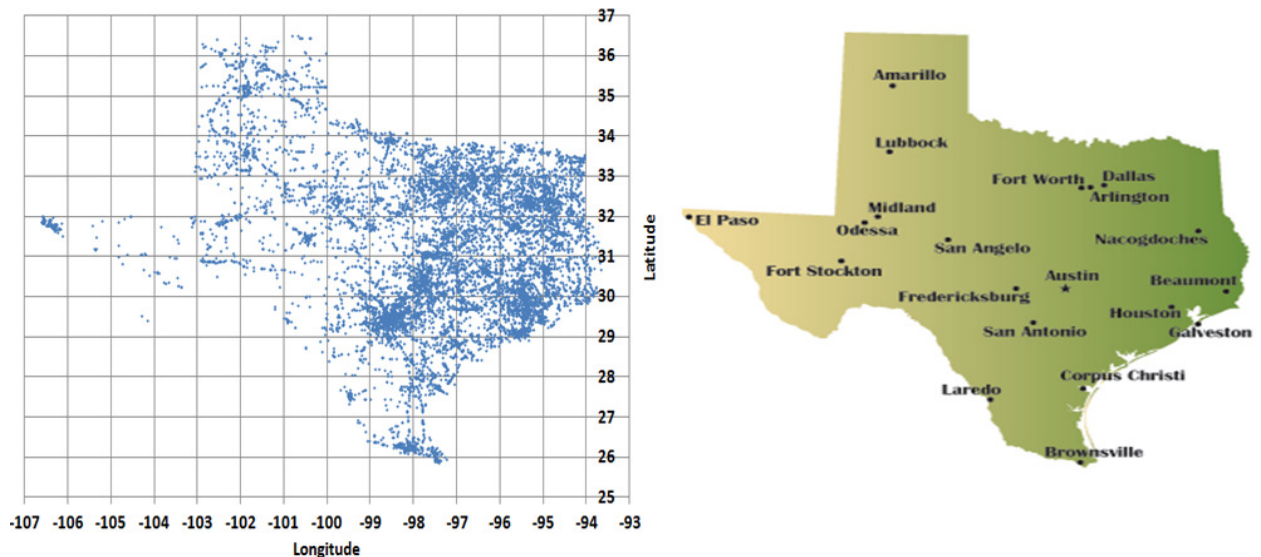 37
36
35
34
33
32
31
30
29
28
27
26
25
Latitude
-107 -106 -105 -104 -103 -102 -101 -100 -99 -98 -97 -96 -95 -94 -93
Longitude
Amarillo
Lubbock
Fort Worth Dallas
Arlington
Midland
El Paso
Odessa
San Angelo
Nacogdoches
Fort Stockton
Austin
Beaumont
Fredericksburg
Houston
San Antonio
Galveston
Corpus Christi
Laredo
Brownsville